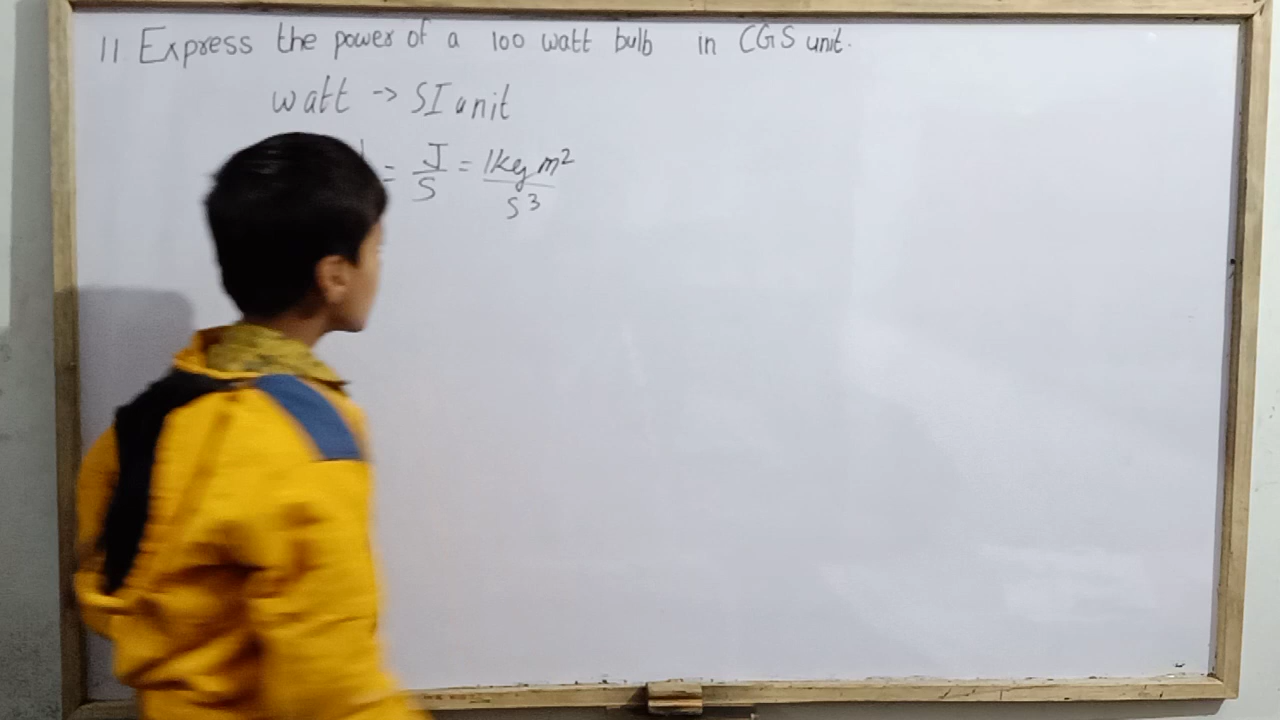 11 Express the power of a 100 watt bulb in CGS unit.
watt → SI unit
= J/S = 1kg m²/s³